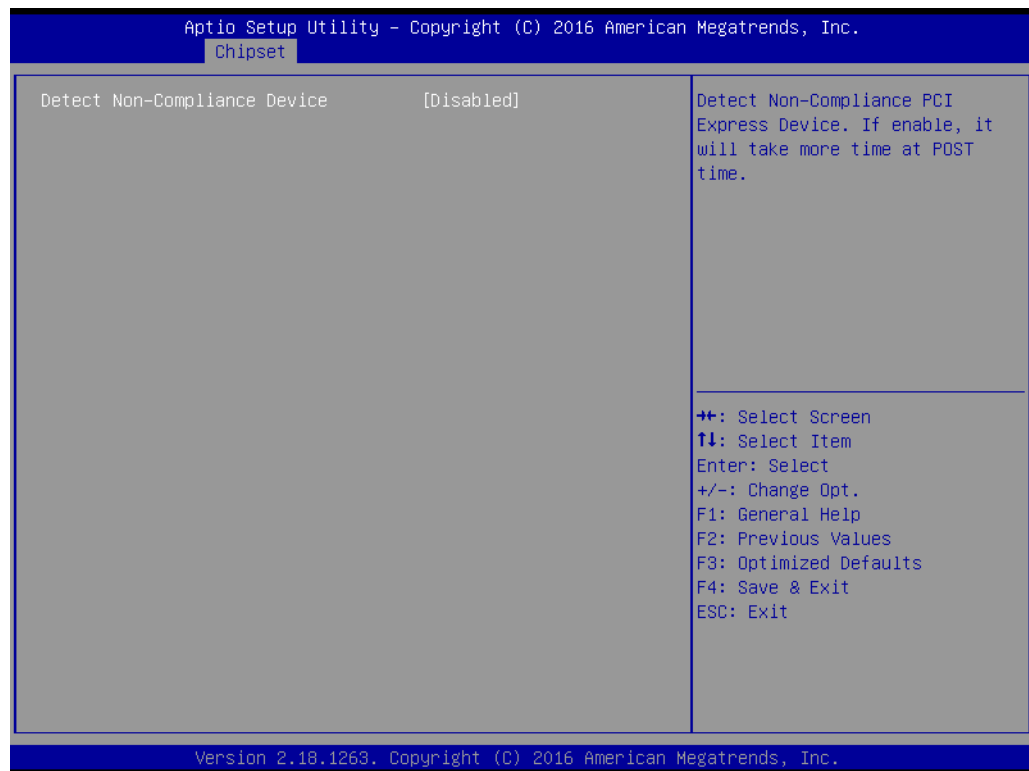 Aptio Setup Utility – Copyright (C) 2016 American Megatrends, Inc.
Chipset
Detect Non-Compliance Device [Disabled]
Detect Non-Compliance PCI
Express Device. If enable, it
will take more time at POST
time.
→←: Select Screen
↑↓: Select Item
Enter: Select
+/-: Change Opt.
F1: General Help
F2: Previous Values
F3: Optimized Defaults
F4: Save & Exit
ESC: Exit
Version 2.18.1263. Copyright (C) 2016 American Megatrends, Inc.